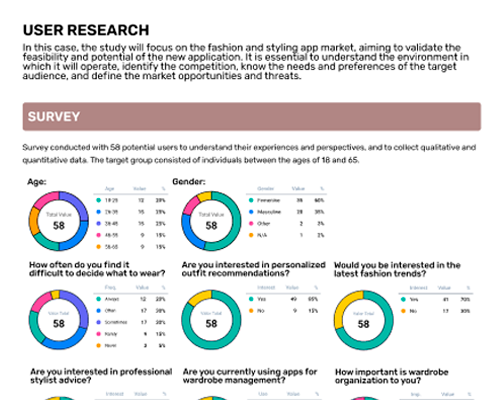 USER RESEARCH
In this case, the study will focus on the fashion and styling app market, aiming to validate the
feasibility and potential of the new application. It is essential to understand the environment in
which it will operate, identify the competition, know the needs and preferences of the target
audience, and define the market opportunities and threats.
SURVEY
Survey conducted with 58 potential users to understand their experiences and perspectives, and to collect qualitative and
quantitative data. The target group consisted of individuals between the ages of 18 and 65.
Age:
Total Value
58
Age Value %
18-25 12 20%
26-35 15 25%
36-45 15 25%
46-55 9 15%
56-65 9 15%
Gender:
Total Value
58
Gender Value %
Femenine 35 60%
Masculine 20 35%
Other 2 3%
N/A 1 2%
How often do you find it
difficult to decide what to wear?
Total
58
Freq. Value %
Always 12 20%
Often 17 30%
Sometimes 17 30%
Rarely 9 15%
Never 3 5%
Are you interested in personalized
outfit recommendations?
Total
58
Interest Value %
Yes 49 85%
No 9 15%
Would you be interested in the
latest fashion trends?
Total
58
Interest Value %
Yes 41 70%
No 17 30%
Are you interested in professional
stylist advice?
Interest Value %
Are you currently using apps for
wardrobe management?
Use Value %
How important is wardrobe
organization to you?
Imp. Value %